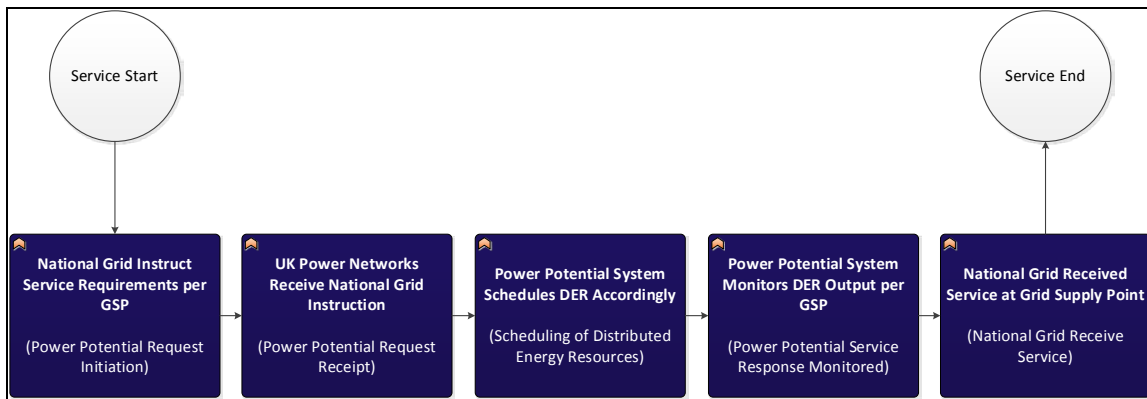 Service Start
Service End
National Grid Instruct
Service Requirements per
GSP
(Power Potential Request
Initiation)
UK Power Networks
Receive National Grid
Instruction
(Power Potential Request
Receipt)
Power Potential System
Schedules DER Accordingly
(Scheduling of Distributed
Energy Resources)
Power Potential System
Monitors DER Output per
GSP
(Power Potential Service
Response Monitored)
National Grid Received
Service at Grid Supply Point
(National Grid Receive
Service)